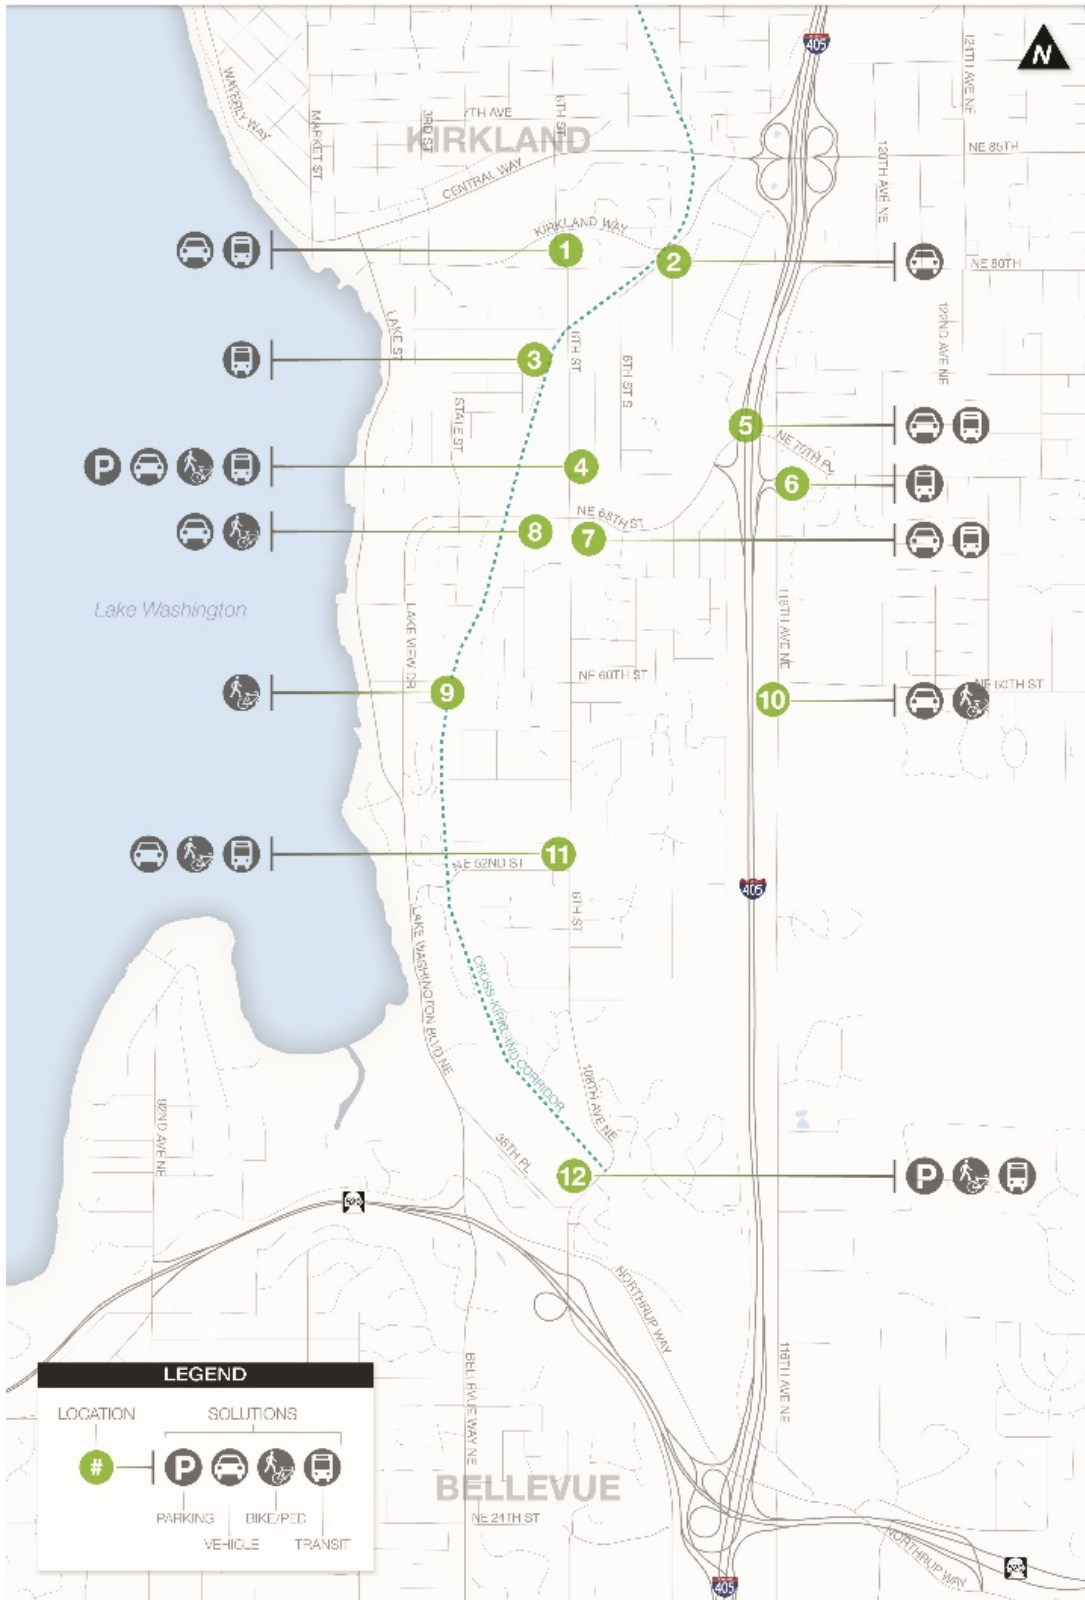 405
124TH AVE NE
N
WAVERLY WAY
MARKET ST
3RD ST
7TH AVE
6TH ST
KIRKLAND
CENTRAL WAY
120TH AVE NE
NE 85TH
KIRKLAND WAY
1
2
NE 80TH
LAKE ST
3
6TH ST
6TH ST S
122ND AVE NE
STATE ST
5
NE 70TH PL
P
4
6
NE 68TH ST
8
7
Lake Washington
LAKE VIEW DR
116TH AVE NE
NE 60TH ST
9
10
NE 60TH ST
11
NE 52ND ST
405
6TH ST
LAKE WASHINGTON BLVD NE
CROSS-KIRKLAND CORRIDOR
108TH AVE NE
92ND AVE NE
38TH PL
12
P
520
NORTHRUP WAY
BELLEVUE WAY NE
116TH AVE NE
LEGEND
LOCATION
SOLUTIONS
#
P
PARKING
BIKE/PED
VEHICLE
TRANSIT
BELLEVUE
NE 24TH ST
NORTHRUP WAY
520
405